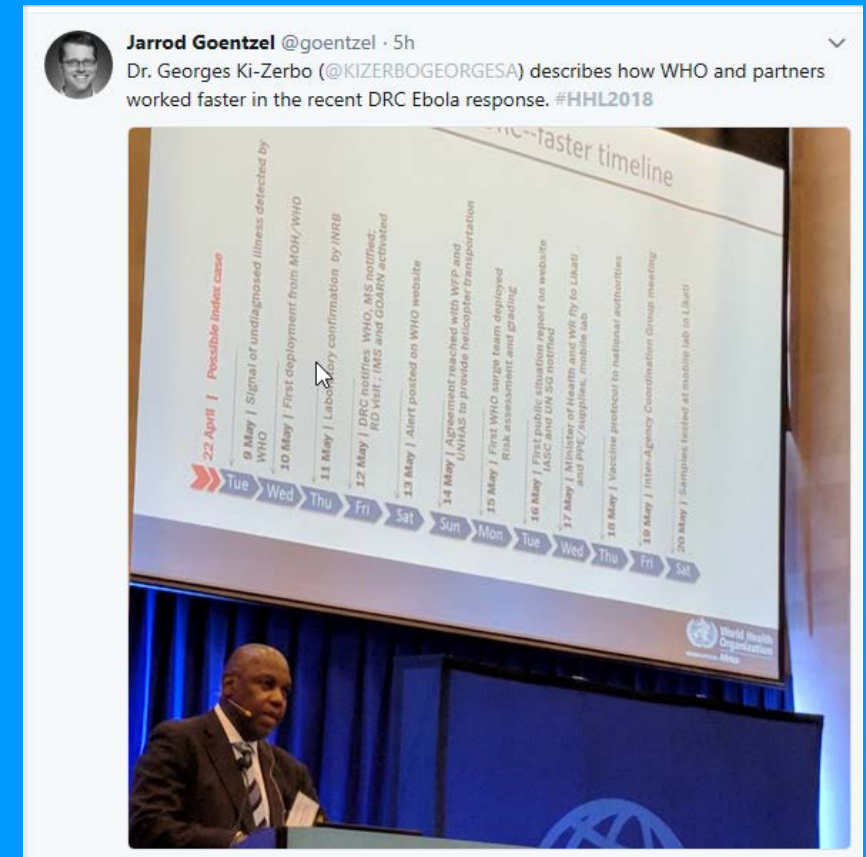 Jarrod Goentzel @goentzel · 5h
Dr. Georges Ki-Zerbo (@KIZERBOGEORGESA) describes how WHO and partners
worked faster in the recent DRC Ebola response. #HHL2018
DRC--faster timeline
22 April | Possible Index case
9 May | Signal of undiagnosed illness detected by
WHO
10 May | First deployment from MOH/WHO
11 May | Laboratory confirmation by INRB
12 May | DRC notifies WHO, MS notified;
RD visit; IMS and GOARN activated
13 May | Alert posted on WHO website
14 May | Agreement reached with WFP and
UNHAS to provide helicopter transportation
15 May | First WHO surge team deployed
Risk assessment and grading
16 May | First public situation report on website
IASC and UN SG notified
17 May | Minister of Health and WR fly to Likati
and PPE/supplies, mobile lab
18 May | Vaccine protocol to national authorities
19 May | Inter-Agency Coordination Group meeting
20 May | Samples tested at mobile lab in Likati
Tue Wed Thu Fri Sat Sun Mon Tue Wed Thu Fri Sat
World Health
Organization
Africa